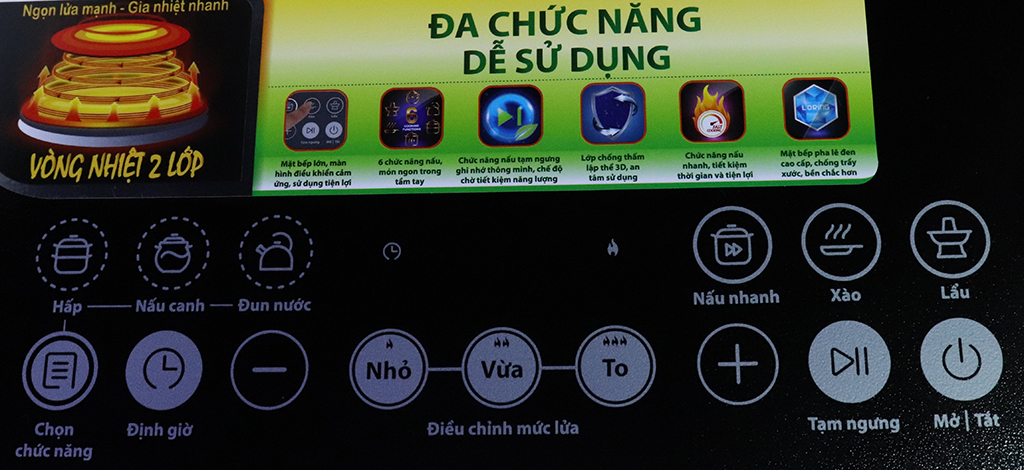 Ngọn lửa mạnh - Gia nhiệt nhanh
VÒNG NHIỆT 2 LỚP
ĐA CHỨC NĂNG
DỄ SỬ DỤNG
LORING
Mặt bếp lớn, màn
hình điều khiển cảm
ứng, sử dụng tiện lợi
6 chức năng nấu,
món ngon trong
tầm tay
Chức năng nấu tạm ngưng
ghi nhớ thông minh, chế độ
chờ tiết kiệm năng lượng
Lớp chống thấm
lập thể 3D, an
tâm sử dụng
Chức năng nấu
nhanh, tiết kiệm
thời gian và tiện lợi
Mặt bếp pha lê đen
cao cấp, chống trầy
xước, bền chắc hơn
Hấp
Nấu canh
Đun nước
Nấu nhanh
Xào
Lẩu
Nhỏ
Vừa
To
Chọn
chức năng
Định giờ
Điều chỉnh mức lửa
Tạm ngưng
Mở | Tắt